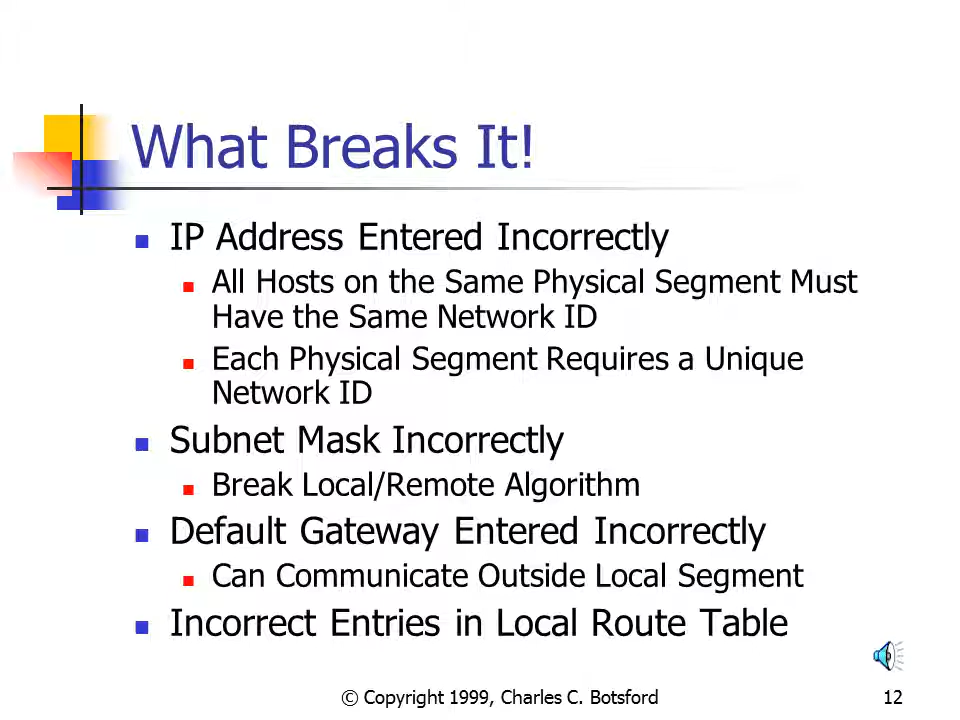 What Breaks It!
IP Address Entered Incorrectly
All Hosts on the Same Physical Segment Must
Have the Same Network ID
Each Physical Segment Requires a Unique
Network ID
Subnet Mask Incorrectly
Break Local/Remote Algorithm
Default Gateway Entered Incorrectly
Can Communicate Outside Local Segment
Incorrect Entries in Local Route Table
© Copyright 1999, Charles C. Botsford
12